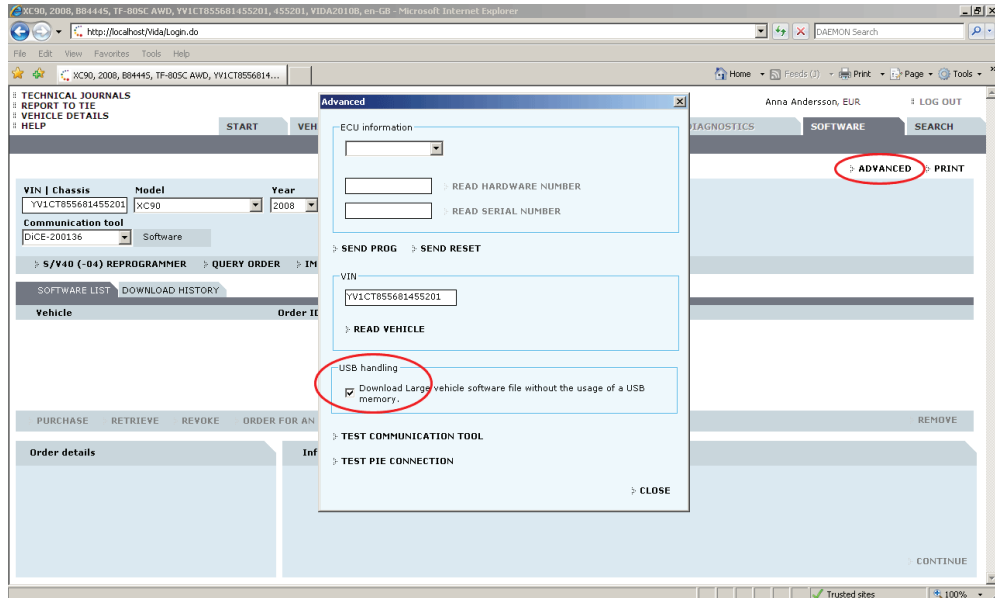 XC90, 2008, B8444S, TF-80SC AWD, YV1CT855681455201, 455201, VIDA2010B, en-GB - Microsoft Internet Explorer
http://localhost/Vida/Login.do
DAEMON Search
File Edit View Favorites Tools Help
XC90, 2008, B8444S, TF-80SC AWD, YV1CT8556814...
Home Feeds (J) Print Page Tools »
TECHNICAL JOURNALS
REPORT TO TIE
VEHICLE DETAILS
HELP
Anna Andersson, EUR
LOG OUT
START VEH IAGNOSTICS SOFTWARE SEARCH
ADVANCED PRINT
VIN | Chassis Model Year
YV1CT855681455201 XC90 2008
Communication tool
DiCE-200136 Software
S/V40 (-04) REPROGRAMMER QUERY ORDER IM
SOFTWARE LIST DOWNLOAD HISTORY
Vehicle Order ID
PURCHASE RETRIEVE REVOKE ORDER FOR AN REMOVE
Order details Inf
CONTINUE
Advanced
ECU information
READ HARDWARE NUMBER
READ SERIAL NUMBER
SEND PROG SEND RESET
VIN
YV1CT855681455201
READ VEHICLE
USB handling
Download Large vehicle software file without the usage of a USB
memory.
TEST COMMUNICATION TOOL
TEST PIE CONNECTION
CLOSE
Trusted sites 100%